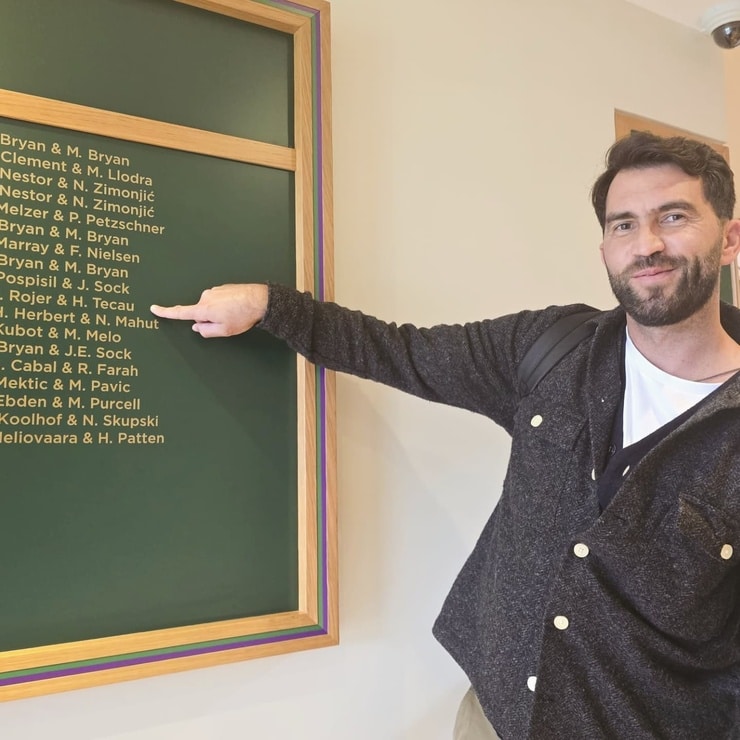 Bryan & M. Bryan
Clement & M. Llodra
Nestor & N. Zimonjić
Nestor & N. Zimonjić
Melzer & P. Petzschner
Bryan & M. Bryan
Marray & F. Nielsen
Bryan & M. Bryan
Pospisil & J. Sock
. Rojer & H. Tecau
H. Herbert & N. Mahut
Kubot & M. Melo
Bryan & J.E. Sock
. Cabal & R. Farah
Mektic & M. Pavic
Ebden & M. Purcell
Koolhof & N. Skupski
Heliovaara & H. Patten